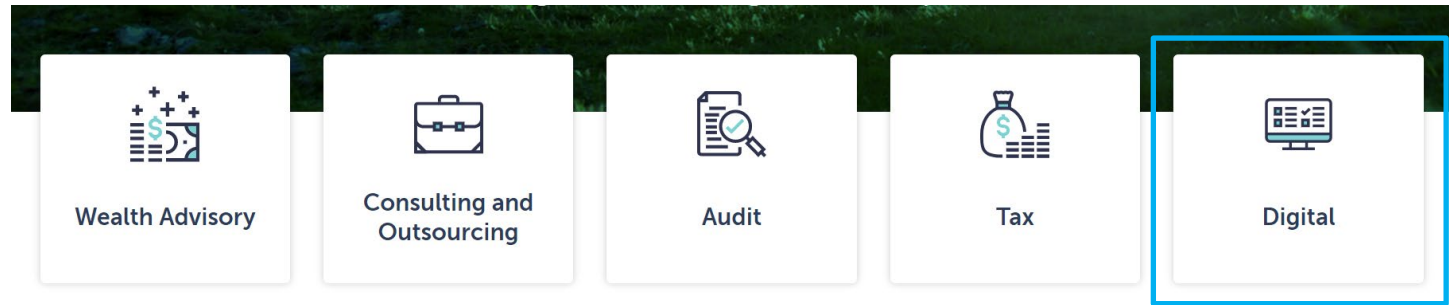 Wealth Advisory
Consulting and
Outsourcing
Audit
Tax
Digital